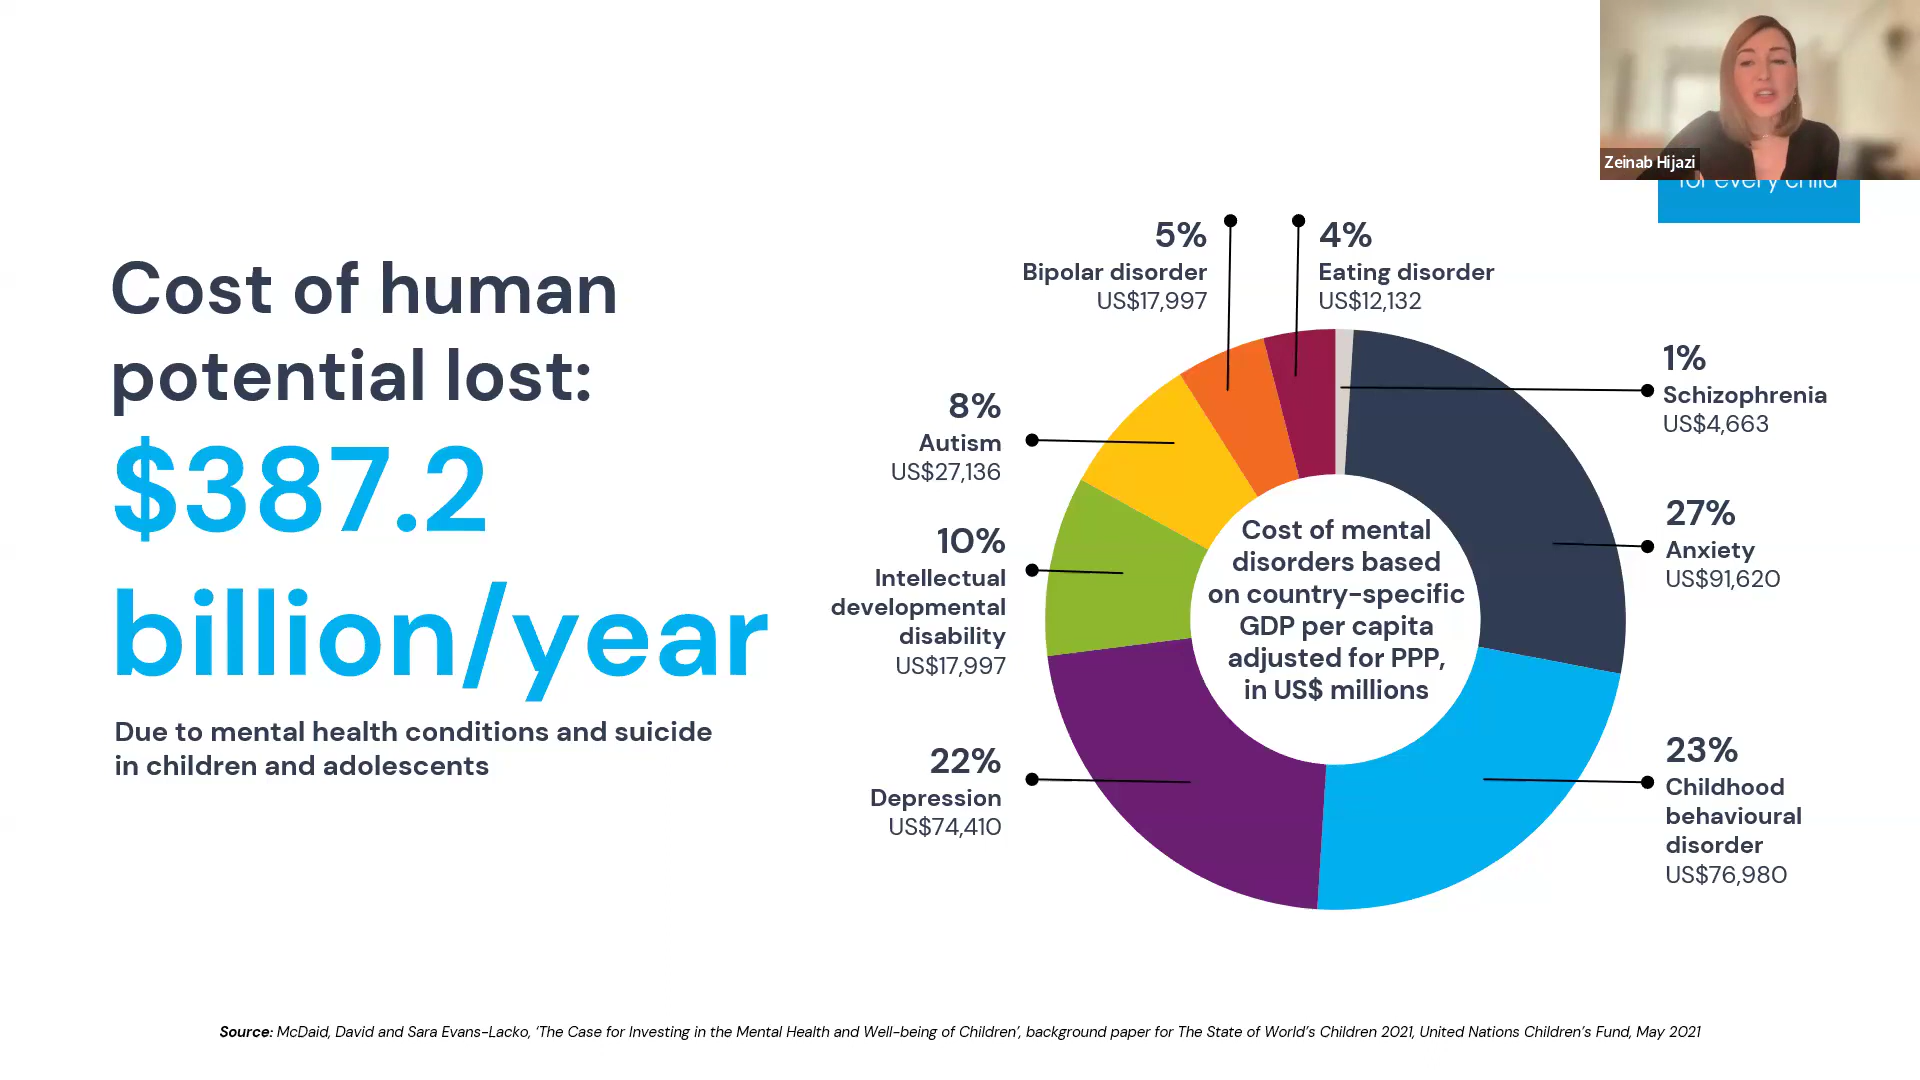 Zeinab Hijazi
for every child
Cost of human
potential lost:
$387.2
billion/year
Due to mental health conditions and suicide
in children and adolescents
5%
Bipolar disorder
US$17,997
4%
Eating disorder
US$12,132
1%
Schizophrenia
US$4,663
8%
Autism
US$27,136
27%
Anxiety
US$91,620
10%
Intellectual
developmental
disability
US$17,997
Cost of mental
disorders based
on country-specific
GDP per capita
adjusted for PPP,
in US$ millions
22%
Depression
US$74,410
23%
Childhood
behavioural
disorder
US$76,980
Source: McDaid, David and Sara Evans-Lacko, ‘The Case for Investing in the Mental Health and Well-being of Children’, background paper for The State of World’s Children 2021, United Nations Children’s Fund, May 2021